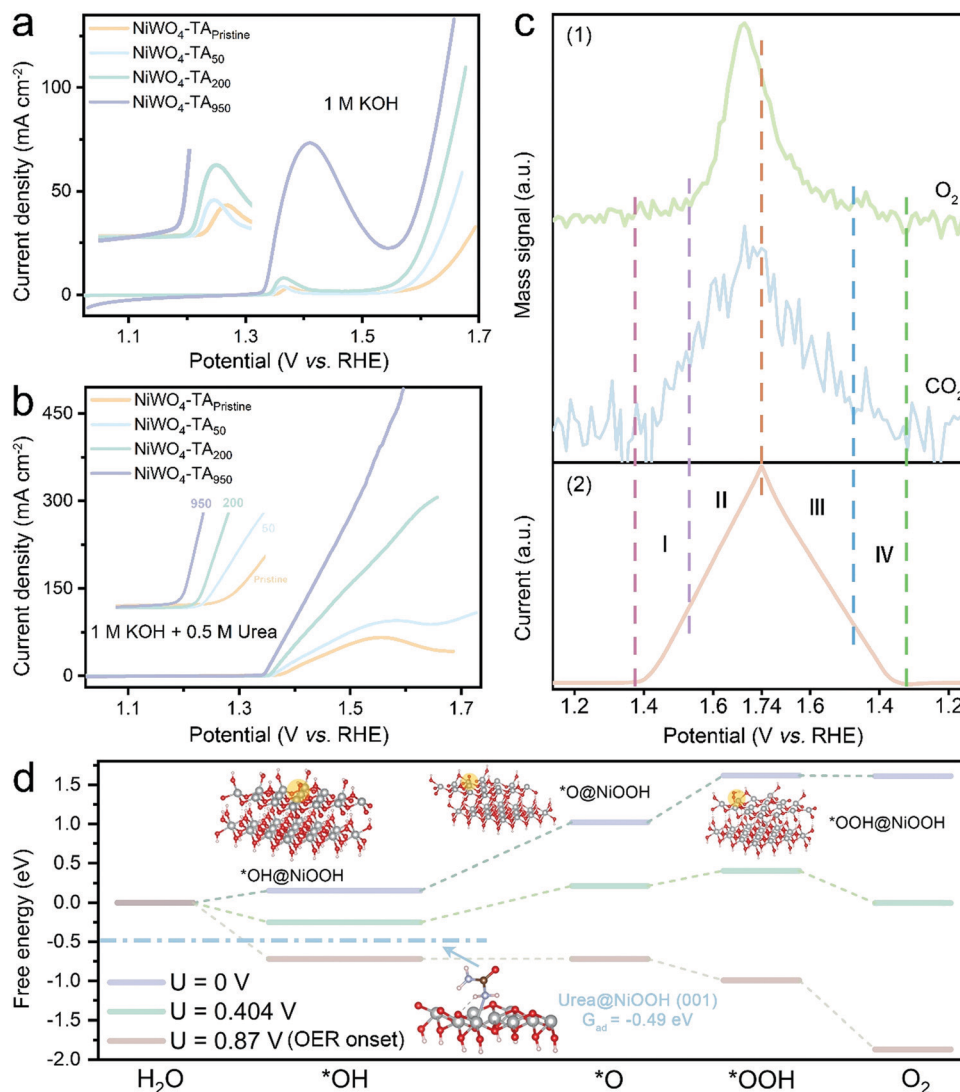 a
NiWO4-TAPristine
NiWO4-TA50
NiWO4-TA200
NiWO4-TA950
1 M KOH
100
50
0
Current density (mA cm-2)
1.1 1.3 1.5 1.7
Potential (V vs. RHE)
b
NiWO4-TAPristine
NiWO4-TA50
NiWO4-TA200
NiWO4-TA950
950 200
50
Pristine
1 M KOH + 0.5 M Urea
450
300
150
0
Current density (mA cm-2)
1.1 1.3 1.5 1.7
Potential (V vs. RHE)
c
(1)
O2
CO2
Mass signal (a.u.)
(2)
I II III IV
Current (a.u.)
1.2 1.4 1.6 1.74 1.6 1.4 1.2
Potential (V vs. RHE)
d
1.5
1.0
0.5
0.0
-0.5
-1.0
-1.5
-2.0
Free energy (eV)
*OH@NiOOH
*O@NiOOH
*OOH@NiOOH
U = 0 V
U = 0.404 V
U = 0.87 V (OER onset)
Urea@NiOOH (001)
Gad = -0.49 eV
H2O *OH *O *OOH O2